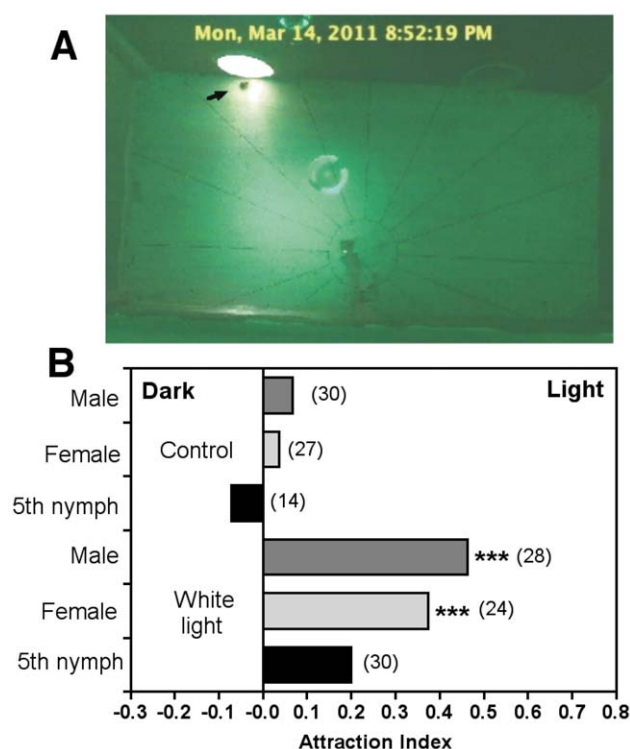 A
Mon, Mar 14, 2011 8:52:19 PM
B
Dark
Light
Male
(30)
Female
Control
(27)
5th nymph
(14)
Male
*** (28)
Female
White
light
*** (24)
5th nymph
(30)
-0.3 -0.2 -0.1 -0.0 0.1 0.2 0.3 0.4 0.5 0.6 0.7 0.8
Attraction Index